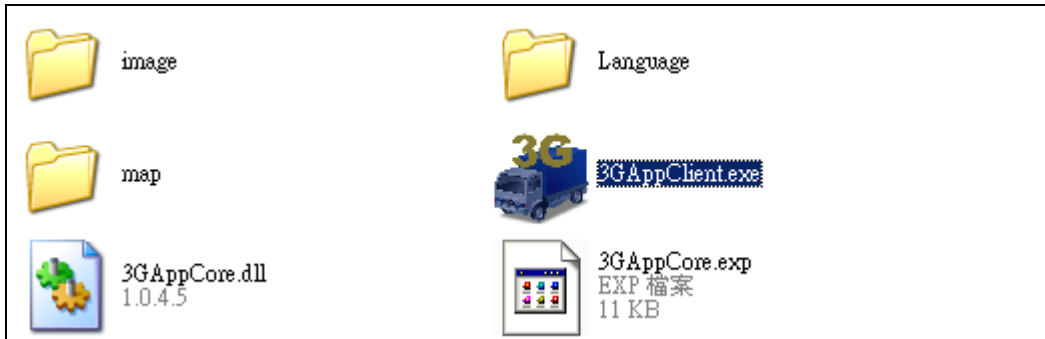 image
Language
map
3G
3GAppClient.exe
3GAppCore.dll
1.0.4.5
3GAppCore.exp
EXP 檔案
11 KB